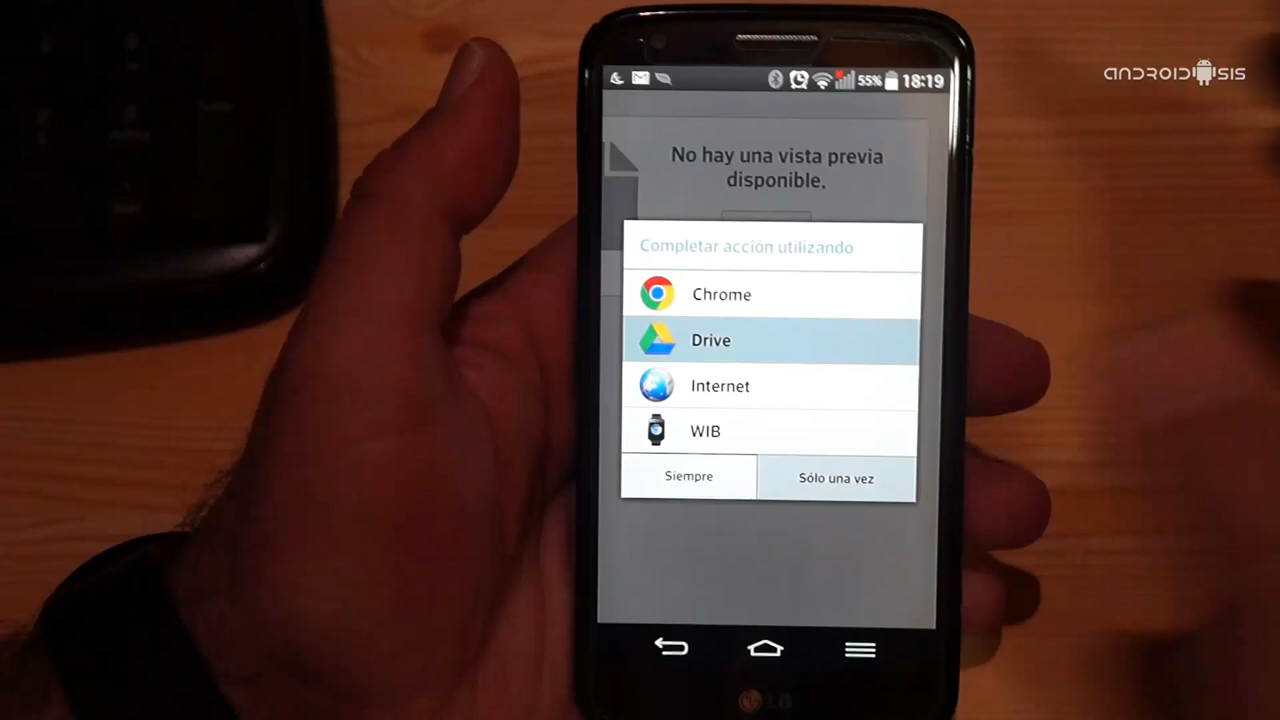 ANDROIDSIS
55% 18:19
No hay una vista previa
disponible.
Completar acción utilizando
Chrome
Drive
Internet
WIB
Siempre
Sólo una vez
LG